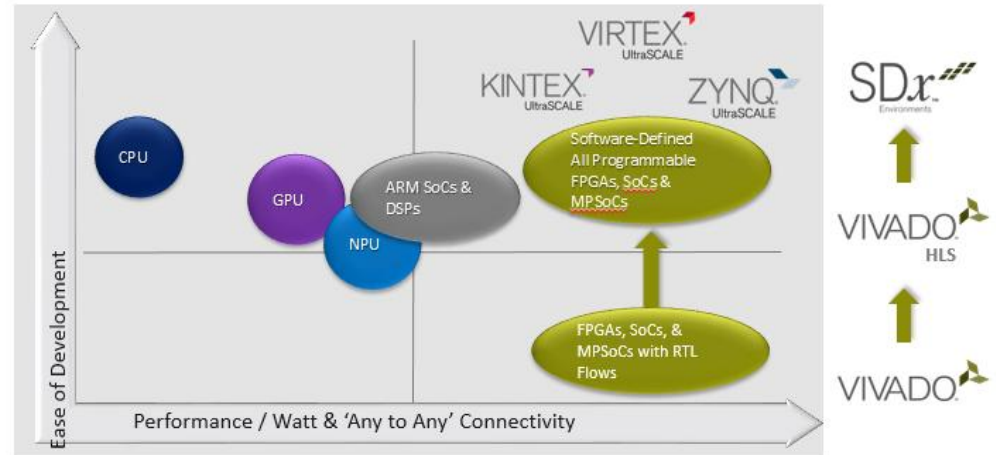 VIRTEX
UltraSCALE
KINTEX
UltraSCALE
ZYNQ
UltraSCALE
CPU
GPU
NPU
ARM SoCs &
DSPs
Software-Defined
All Programmable
FPGAs, SoCs &
MPSoCs
FPGAs, SoCs, &
MPSoCs with RTL
Flows
Ease of Development
Performance / Watt & ‘Any to Any’ Connectivity
SDx
Environments
VIVADO
HLS
VIVADO